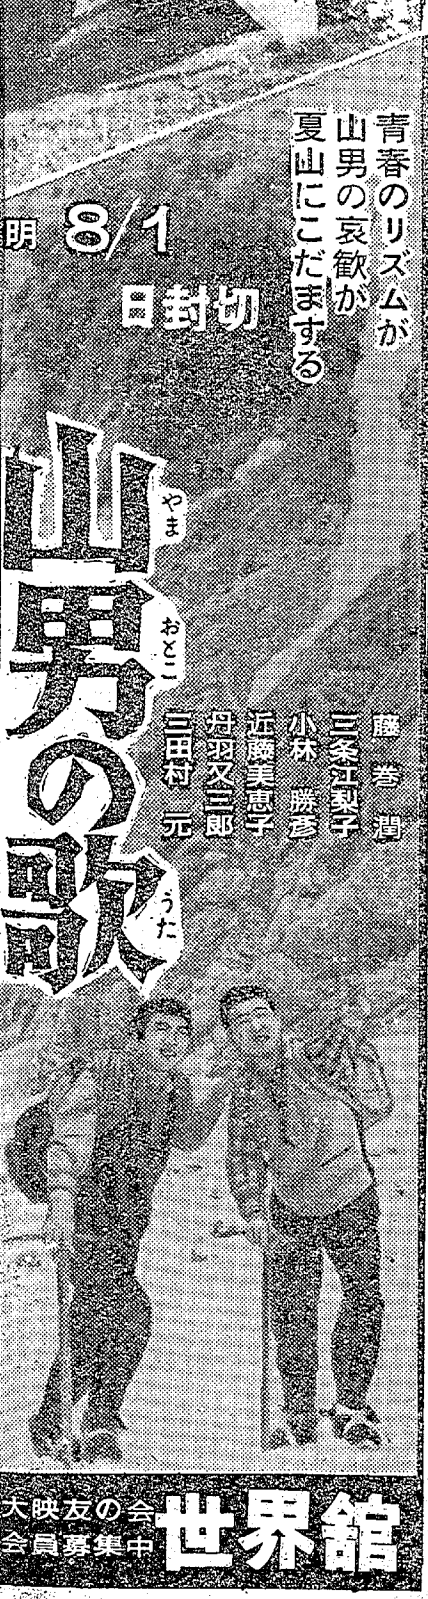 青春のリズムが
山男の哀歓が
夏山にこだまする
明 8/1
日封切
山男の歌
やまおとこ うた
藤巻 潤
三条江梨子
小林 勝彦
近藤美恵子
丹羽又三郎
三田村 元
大映友の会
会員募集中
世界舘